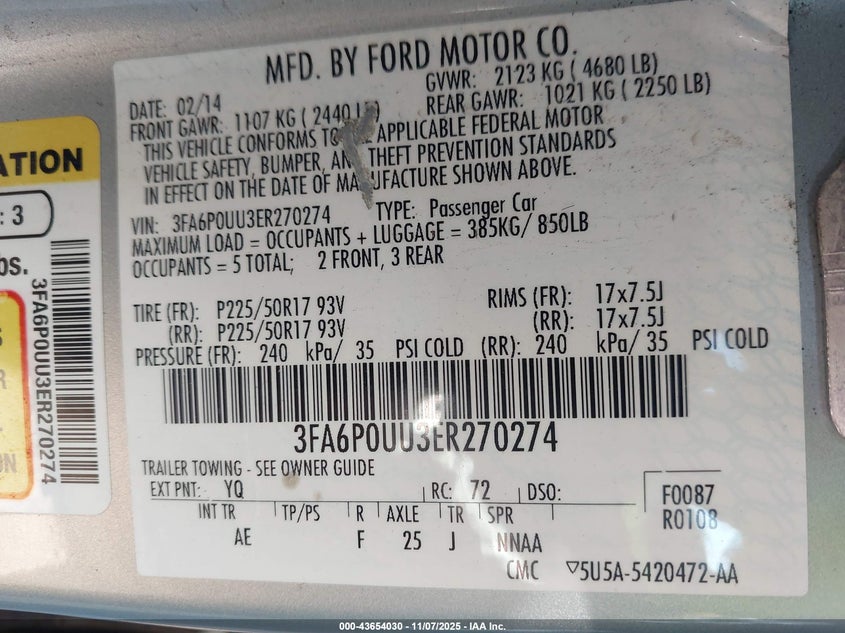 MFD. BY FORD MOTOR CO.
DATE: 02/14 GVWR: 2123 KG ( 4680 LB)
FRONT GAWR: 1107 KG ( 2440 LB) REAR GAWR: 1021 KG ( 2250 LB)
THIS VEHICLE CONFORMS TO APPLICABLE FEDERAL MOTOR
VEHICLE SAFETY, BUMPER, AND THEFT PREVENTION STANDARDS
IN EFFECT ON THE DATE OF MANUFACTURE SHOWN ABOVE.
VIN: 3FA6P0UU3ER270274 TYPE: Passenger Car
MAXIMUM LOAD = OCCUPANTS + LUGGAGE = 385KG/ 850LB
OCCUPANTS = 5 TOTAL; 2 FRONT, 3 REAR
TIRE (FR): P225/50R17 93V RIMS (FR): 17x7.5J
(RR): P225/50R17 93V (RR): 17x7.5J
PRESSURE (FR): 240 kPa/ 35 PSI COLD (RR): 240 kPa/ 35 PSI COLD
3FA6P0UU3ER270274
TRAILER TOWING - SEE OWNER GUIDE
EXT PNT: YQ RC: 72 DSO: F0087
INT TR TP/PS R AXLE TR SPR R0108
AE F 25 J NNAA
CMC ▽5U5A-5420472-AA
ATION
: 3
bs.
3FA6P0UU3ER270274
000-43654030 - 11/07/2025 - IAA Inc.